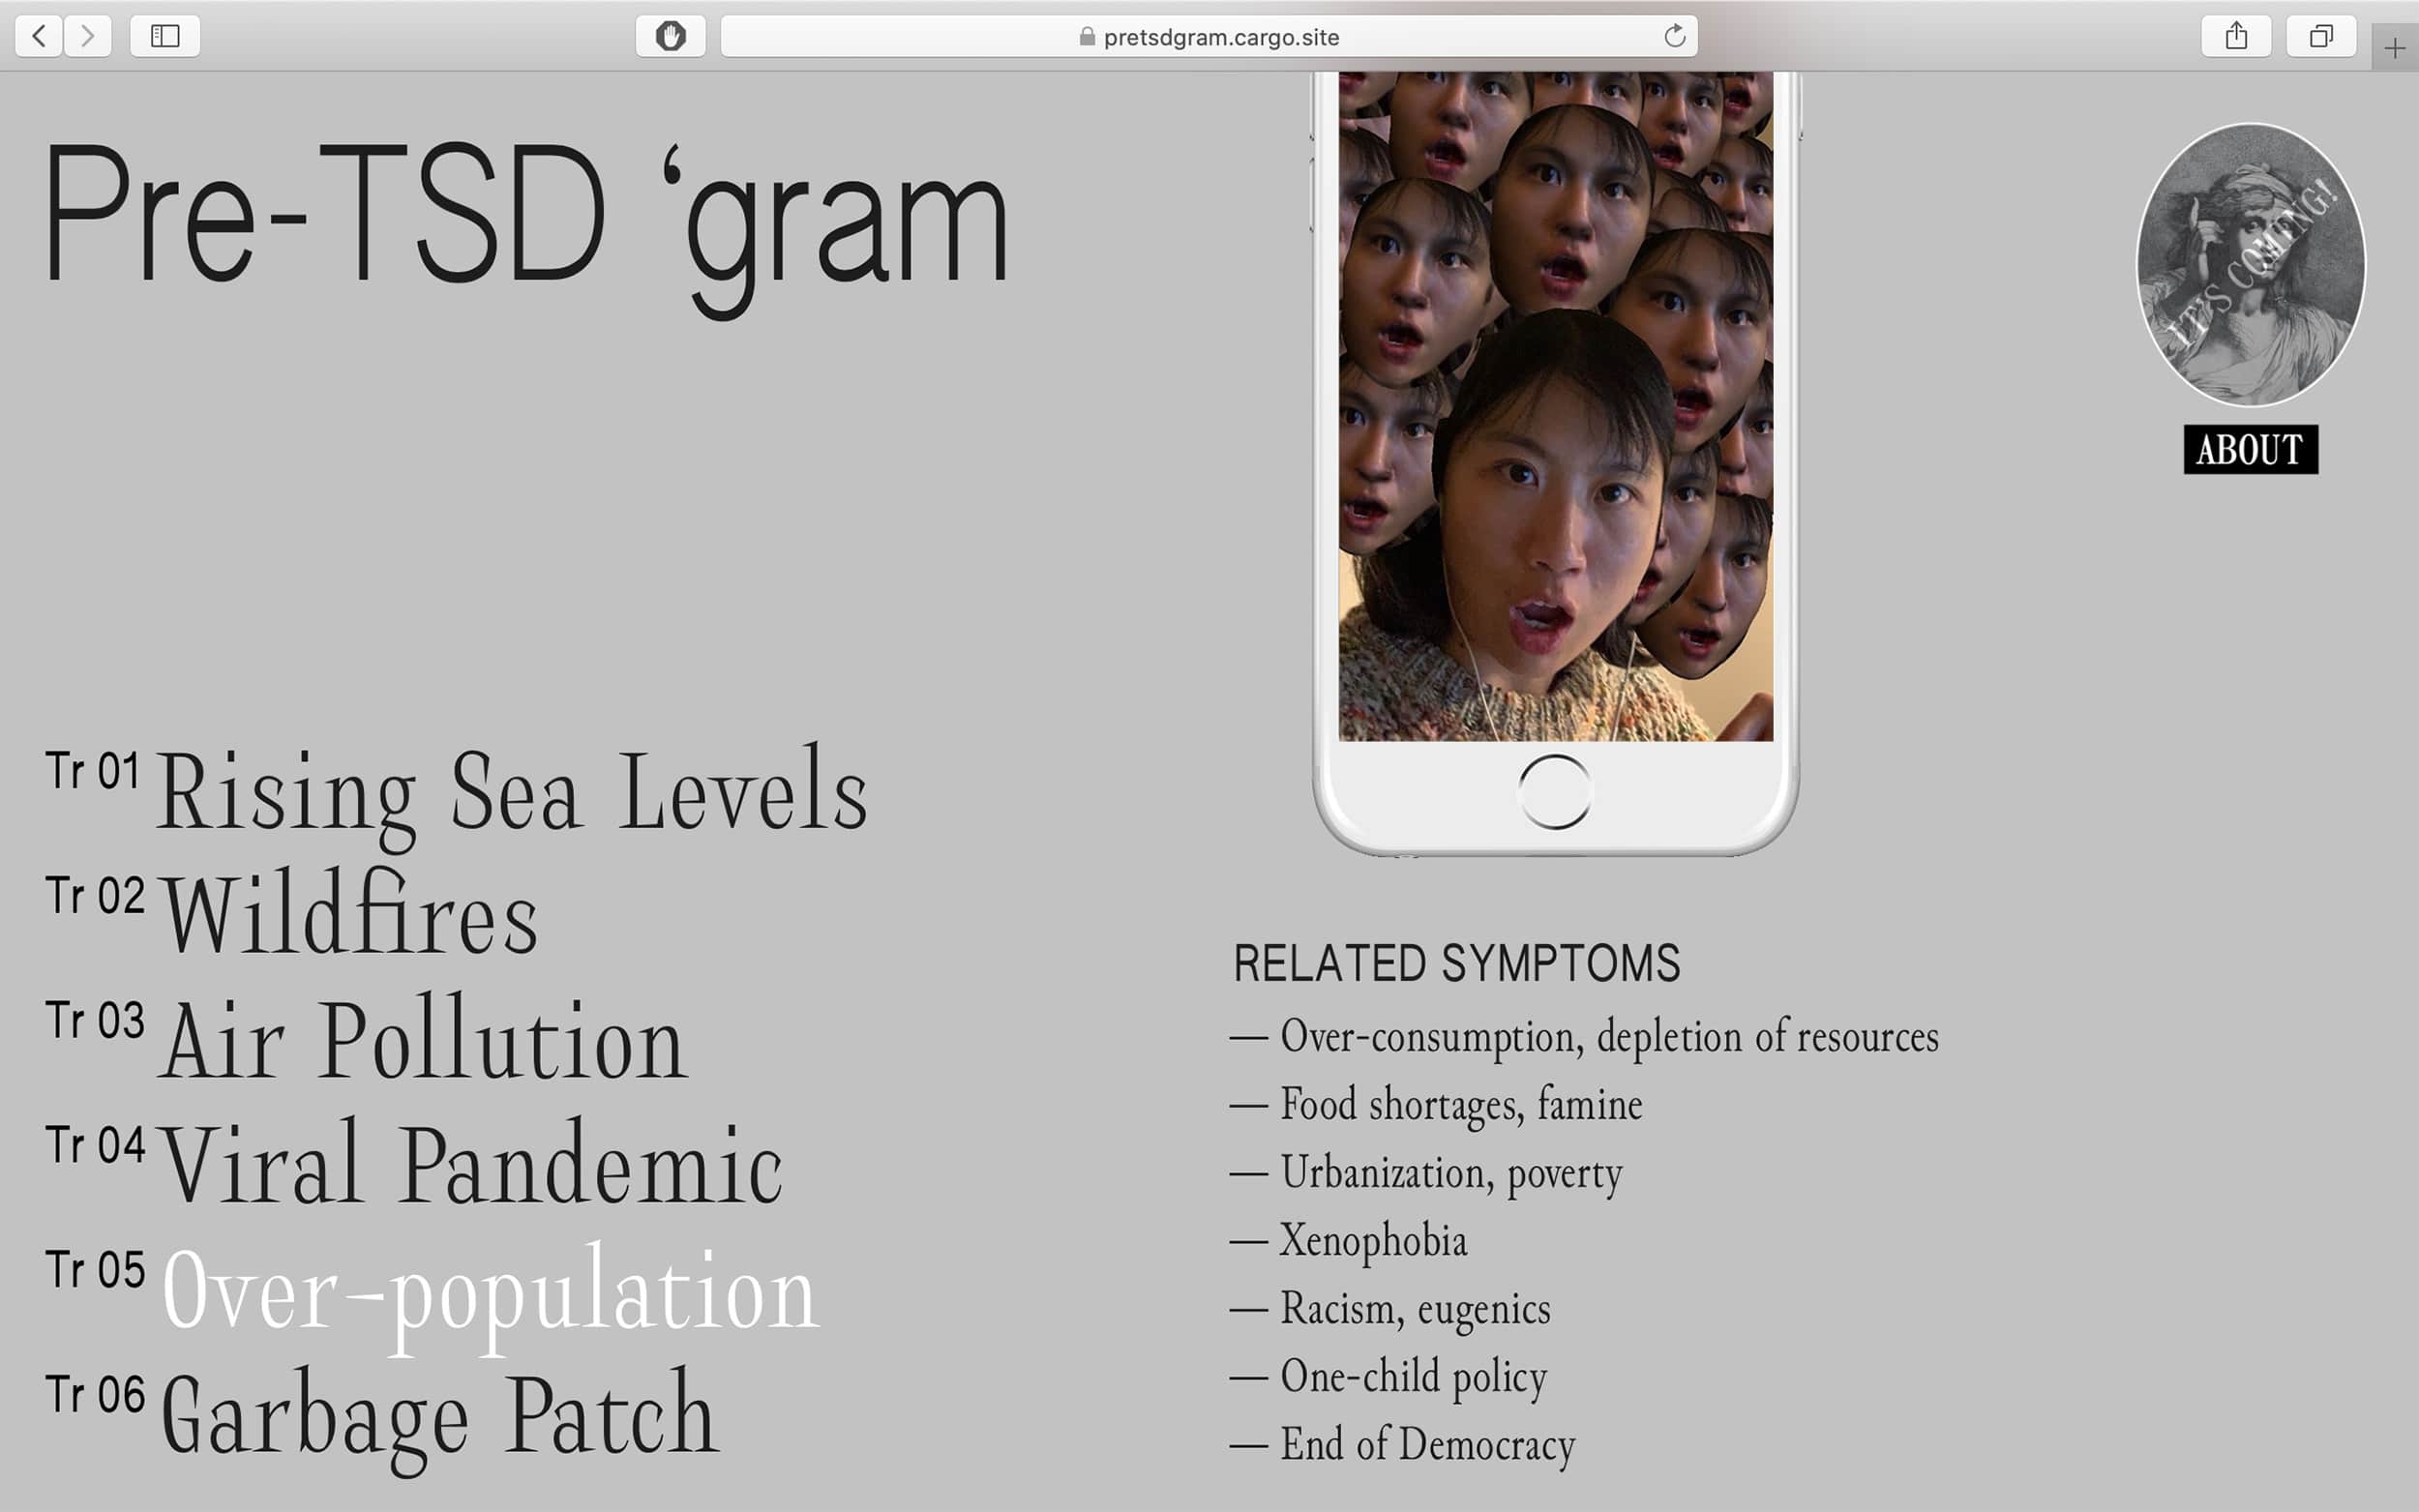 pretsdgram.cargo.site
Pre-TSD ‘gram
IT'S COMING!
ABOUT
Tr 01 Rising Sea Levels
Tr 02 Wildfires
Tr 03 Air Pollution
Tr 04 Viral Pandemic
Tr 05 Over-population
Tr 06 Garbage Patch
RELATED SYMPTOMS
— Over-consumption, depletion of resources
— Food shortages, famine
— Urbanization, poverty
— Xenophobia
— Racism, eugenics
— One-child policy
— End of Democracy